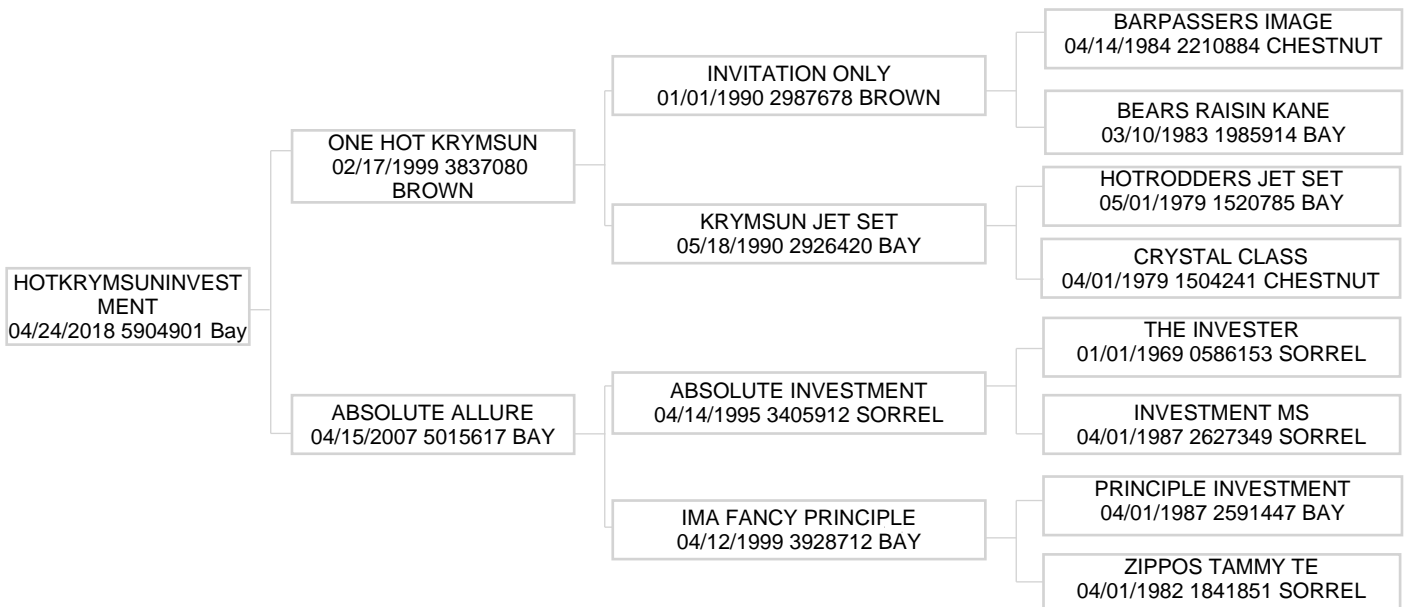 BARPASSERS IMAGE
04/14/1984 2210884 CHESTNUT
INVITATION ONLY
01/01/1990 2987678 BROWN
BEARS RAISIN KANE
03/10/1983 1985914 BAY
ONE HOT KRYMSUN
02/17/1999 3837080
BROWN
HOTRODDERS JET SET
05/01/1979 1520785 BAY
KRYMSUN JET SET
05/18/1990 2926420 BAY
CRYSTAL CLASS
04/01/1979 1504241 CHESTNUT
HOTKRYMSUNINVEST
MENT
04/24/2018 5904901 Bay
THE INVESTER
01/01/1969 0586153 SORREL
ABSOLUTE INVESTMENT
04/14/1995 3405912 SORREL
INVESTMENT MS
04/01/1987 2627349 SORREL
ABSOLUTE ALLURE
04/15/2007 5015617 BAY
PRINCIPLE INVESTMENT
04/01/1987 2591447 BAY
IMA FANCY PRINCIPLE
04/12/1999 3928712 BAY
ZIPPOS TAMMY TE
04/01/1982 1841851 SORREL